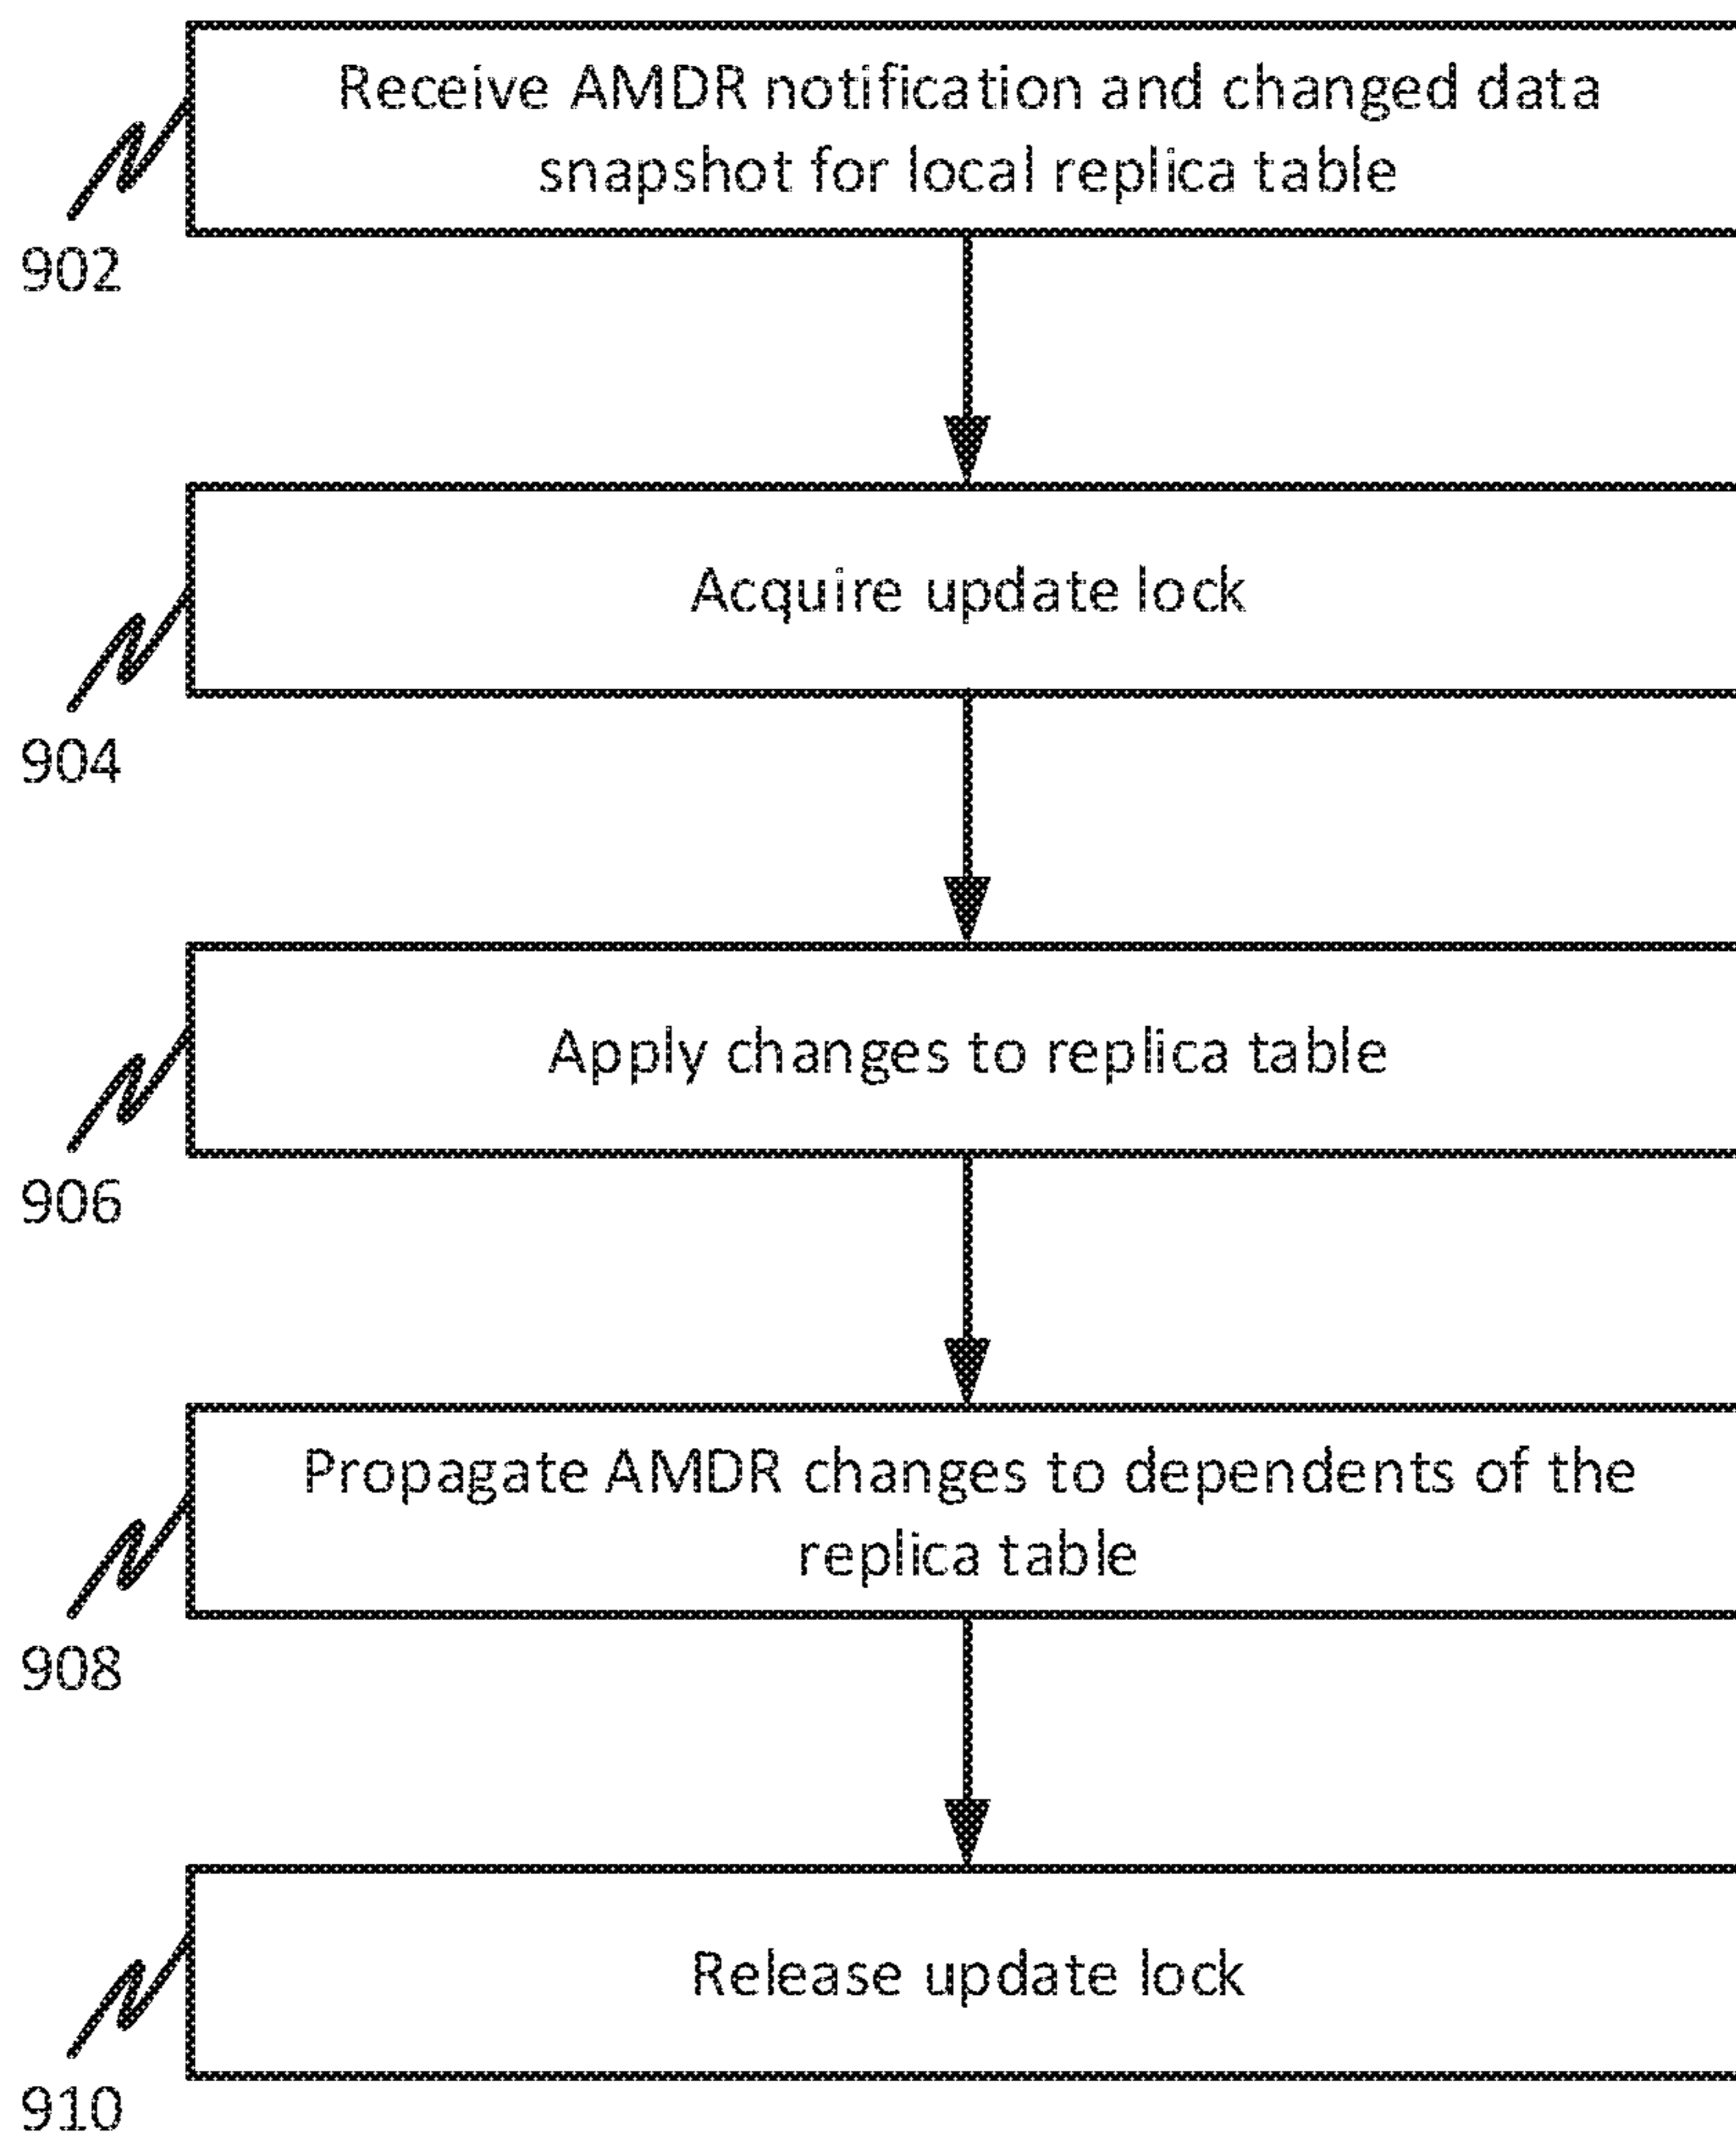 Receive AMDR notification and changed data
snapshot for local replica table
902
Acquire update lock
904
Apply changes to replica table
906
Propagate AMDR changes to dependents of the
replica table
908
Release update lock
910